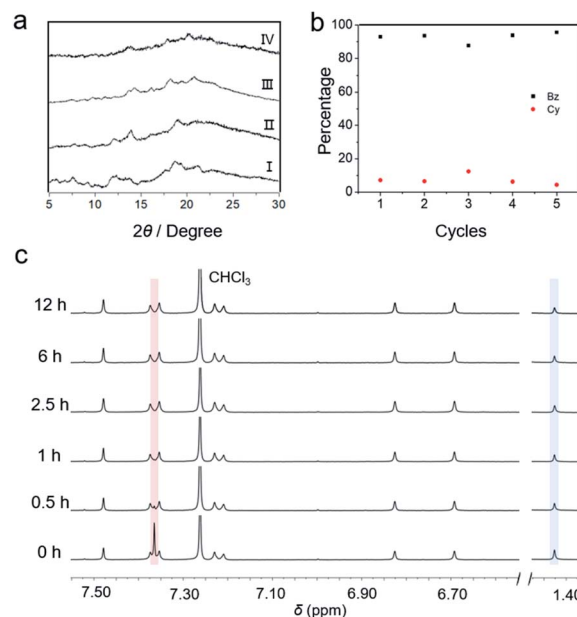 a
IV
III
II
I
5 10 15 20 25 30
2θ / Degree
b
100
80
60
40
20
0
Percentage
Bz
Cy
1 2 3 4 5
Cycles
c
CHCl₃
12 h
6 h
2.5 h
1 h
0.5 h
0 h
7.50 7.30 7.10 6.90 6.70 1.40
δ (ppm)